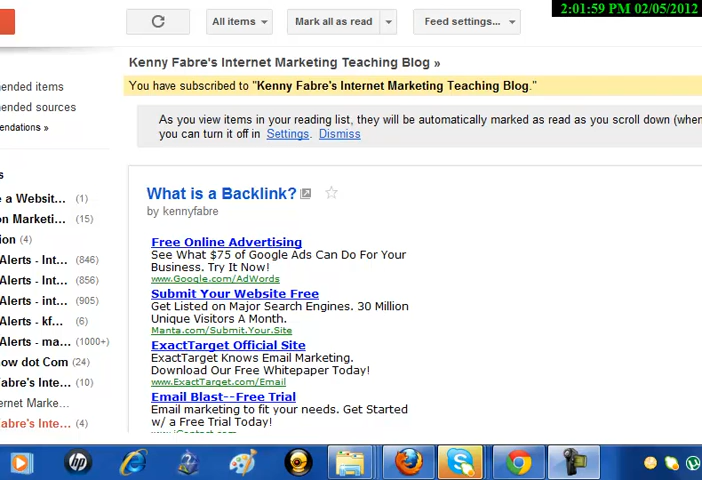 2:01:59 PM 02/05/2012
All items
Mark all as read
Feed settings...
Kenny Fabre's Internet Marketing Teaching Blog »
You have subscribed to "Kenny Fabre's Internet Marketing Teaching Blog."
ended items
ended sources
endations »
As you view items in your reading list, they will be automatically marked as read as you scroll down (when
you can turn it off in Settings. Dismiss
s
e a Websit... (1)
on Marketi... (15)
ion (4)
Alerts - Int... (846)
Alerts - Int... (856)
Alerts - int... (905)
Alerts - kf... (6)
Alerts - ma... (1000+)
ow dot Com (24)
abre's Inte... (10)
ernet Marke...
Fabre's Inte... (4)
What is a Backlink?
by kennyfabre
Free Online Advertising
See What $75 of Google Ads Can Do For Your
Business. Try It Now!
www.Google.com/AdWords
Submit Your Website Free
Get Listed on Major Search Engines. 30 Million
Unique Visitors A Month.
Manta.com/Submit.Your.Site
ExactTarget Official Site
ExactTarget Knows Email Marketing.
Download Our Free Whitepaper Today!
www.ExactTarget.com/Email
Email Blast--Free Trial
Email marketing to fit your needs. Get Started
w/ a Free Trial Today!
hp